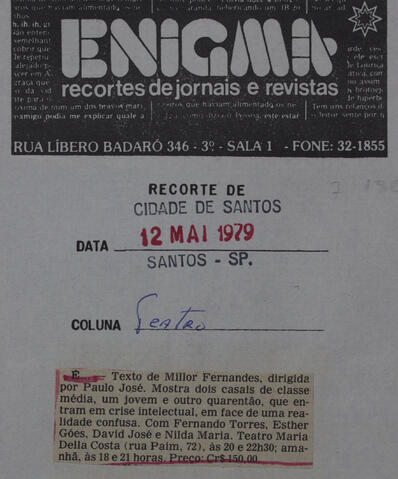 ENIGMA
recortes de jornais e revistas
RUA LÍBERO BADARÓ 346 - 3º - SALA 1 - FONE: 32-1855
RECORTE DE
CIDADE DE SANTOS
DATA 12 MAI 1979
SANTOS - SP.
COLUNA Teatro
É... Texto de Millor Fernandes, dirigida
por Paulo José. Mostra dois casais de classe
média, um jovem e outro quarentão, que en-
tram em crise intelectual, em face de uma rea-
lidade confusa. Com Fernando Torres, Esther
Góes, David José e Nilda Maria. Teatro Maria
Della Costa (rua Paim, 72), às 20 e 22h30; ama-
nhã, às 18 e 21 horas. Preço: Cr$ 150,00.